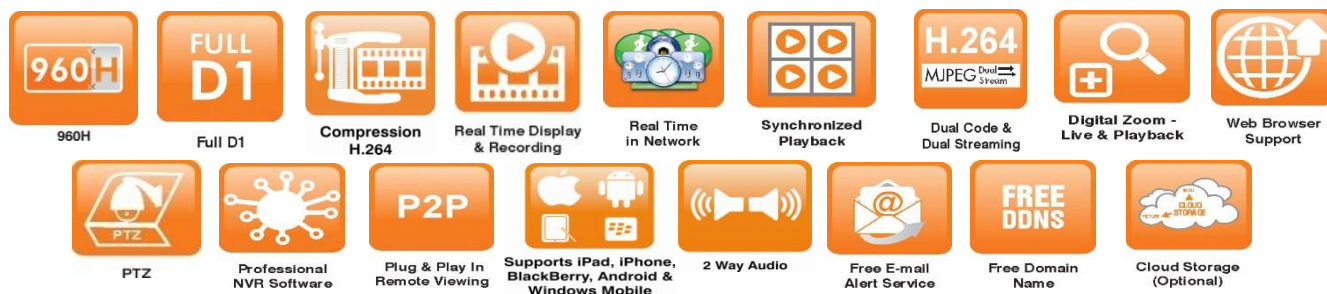 960H
960H
FULL
D1
Full D1
Compression
H.264
Real Time Display
& Recording
Real Time
in Network
Synchronized
Playback
H.264
MJPEG Dual Stream
Dual Code &
Dual Streaming
Digital Zoom -
Live & Playback
Web Browser
Support
PTZ
PTZ
Professional
NVR Software
P2P
Plug & Play In
Remote Viewing
Supports iPad, iPhone,
BlackBerry, Android &
Windows Mobile
2 Way Audio
@
Free E-mail
Alert Service
FREE
DDNS
Free Domain
Name
CLOUD
STORAGE
Cloud Storage
(Optional)